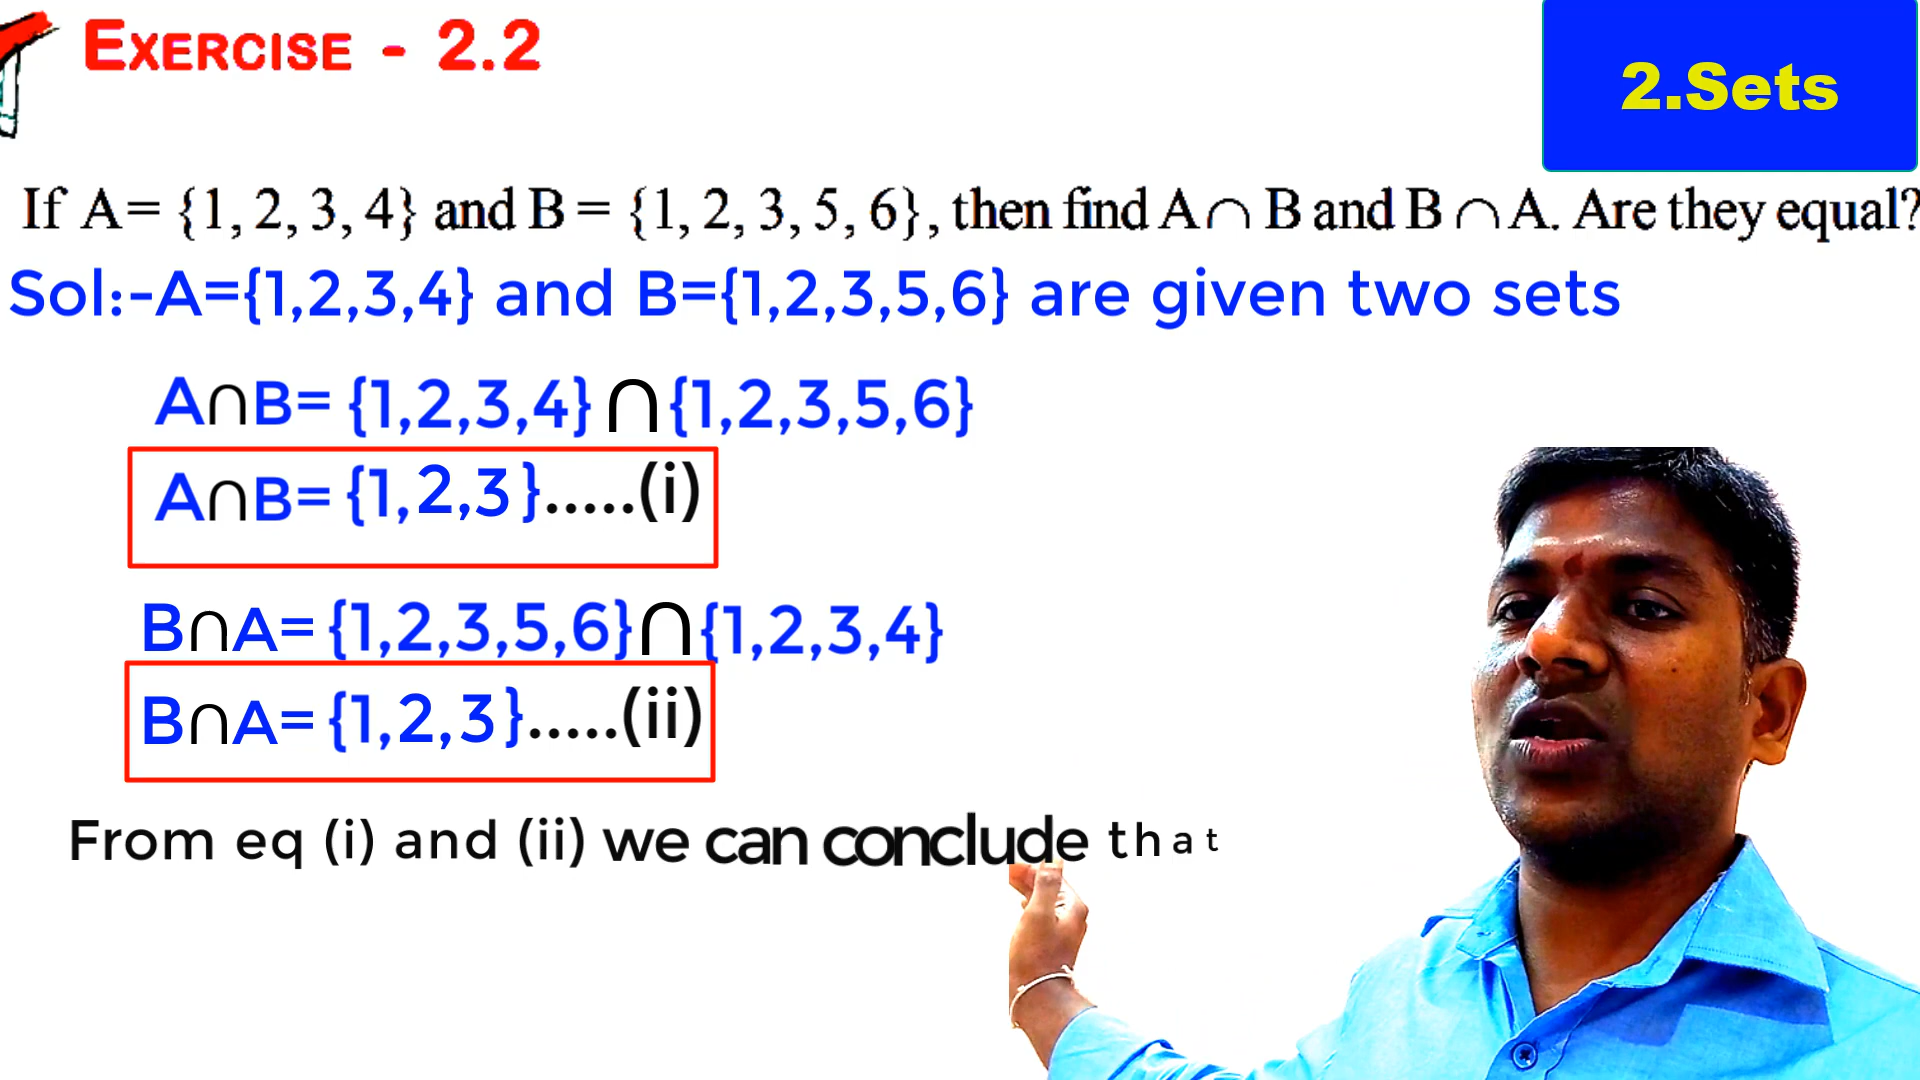 EXERCISE - 2.2
2.Sets
If A= {1, 2, 3, 4} and B = {1, 2, 3, 5, 6}, then find A∩ B and B ∩ A. Are they equal?
Sol:-A={1,2,3,4} and B={1,2,3,5,6} are given two sets
A∩B= {1,2,3,4} ∩ {1,2,3,5,6}
A∩B= {1,2,3 }.....(i)
B∩A= {1,2,3,5,6} ∩ {1,2,3,4}
B∩A= {1,2,3 }.....(ii)
From eq (i) and (ii) we can conclude that